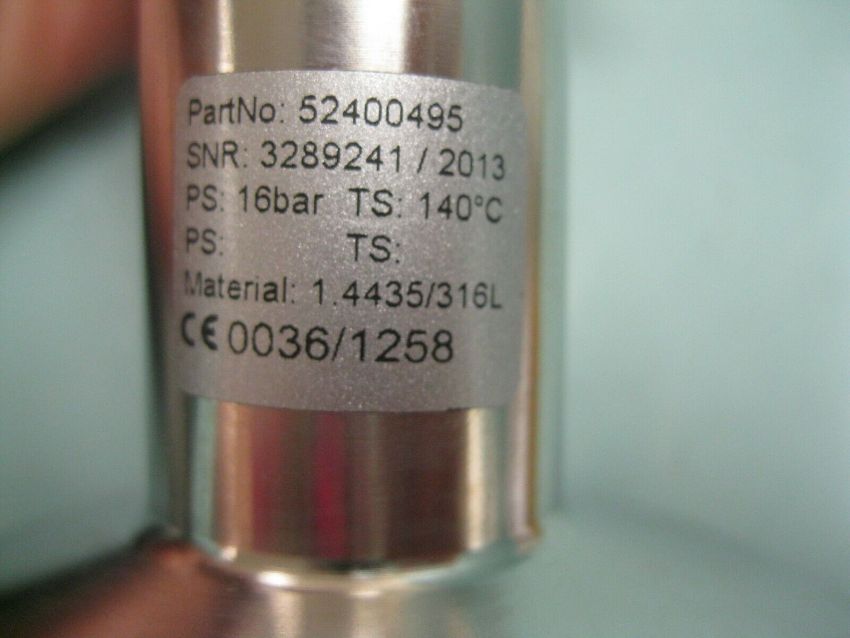 PartNo: 52400495
SNR: 3289241 / 2013
PS: 16bar TS: 140°C
PS: TS:
Material: 1.4435/316L
CE 0036/1258